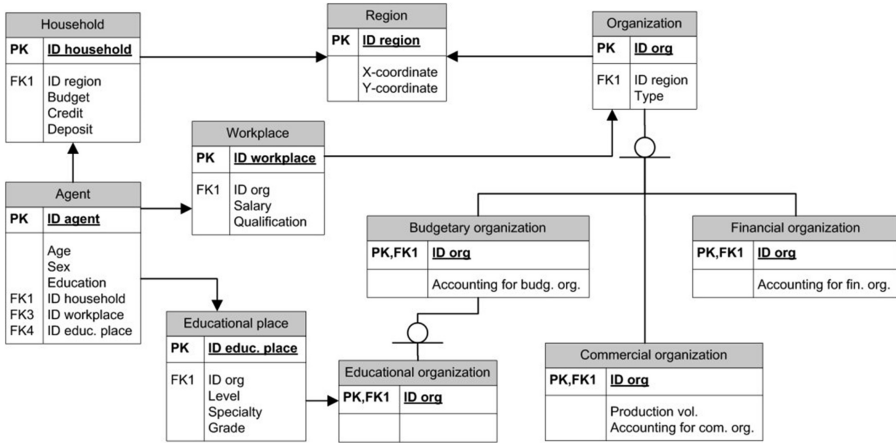 Household
PK ID household
FK1 ID region
Budget
Credit
Deposit
Region
PK ID region
X-coordinate
Y-coordinate
Organization
PK ID org
FK1 ID region
Type
Workplace
PK ID workplace
FK1 ID org
Salary
Qualification
Agent
PK ID agent
Age
Sex
Education
FK1 ID household
FK3 ID workplace
FK4 ID educ. place
Budgetary organization
PK,FK1 ID org
Accounting for budg. org.
Financial organization
PK,FK1 ID org
Accounting for fin. org.
Educational place
PK ID educ. place
FK1 ID org
Level
Specialty
Grade
Educational organization
PK,FK1 ID org
Commercial organization
PK,FK1 ID org
Production vol.
Accounting for com. org.